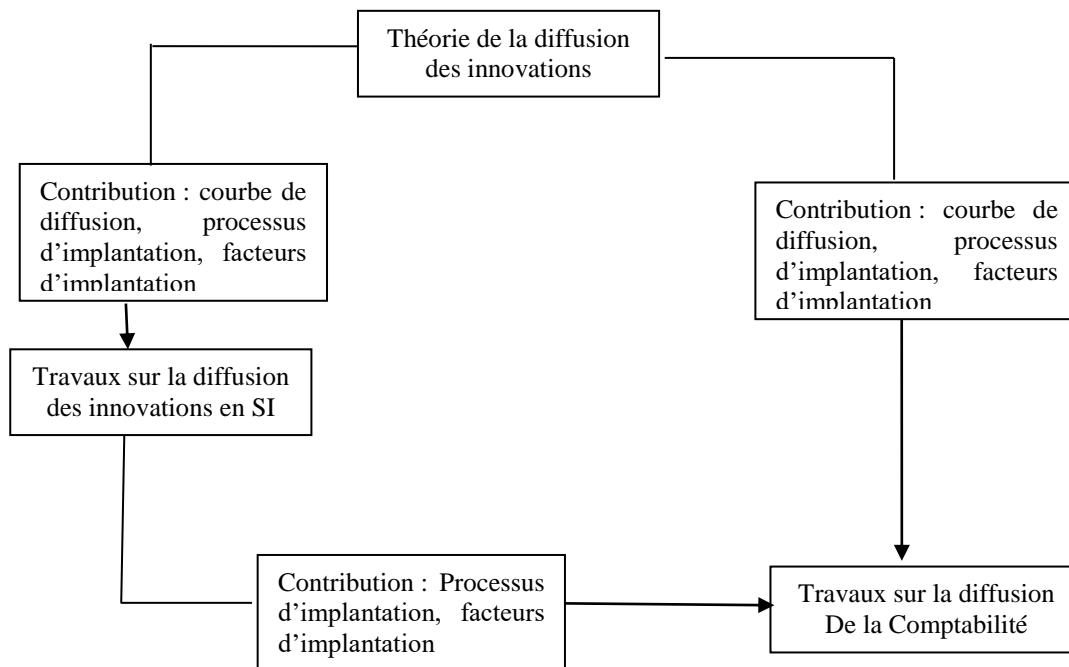 Théorie de la diffusion
des innovations
Contribution : courbe de
diffusion, processus
d’implantation, facteurs
d’implantation
Contribution : courbe de
diffusion, processus
d’implantation, facteurs
d’implantation
Travaux sur la diffusion
des innovations en SI
Contribution : Processus
d’implantation, facteurs
d’implantation
Travaux sur la diffusion
De la Comptabilité